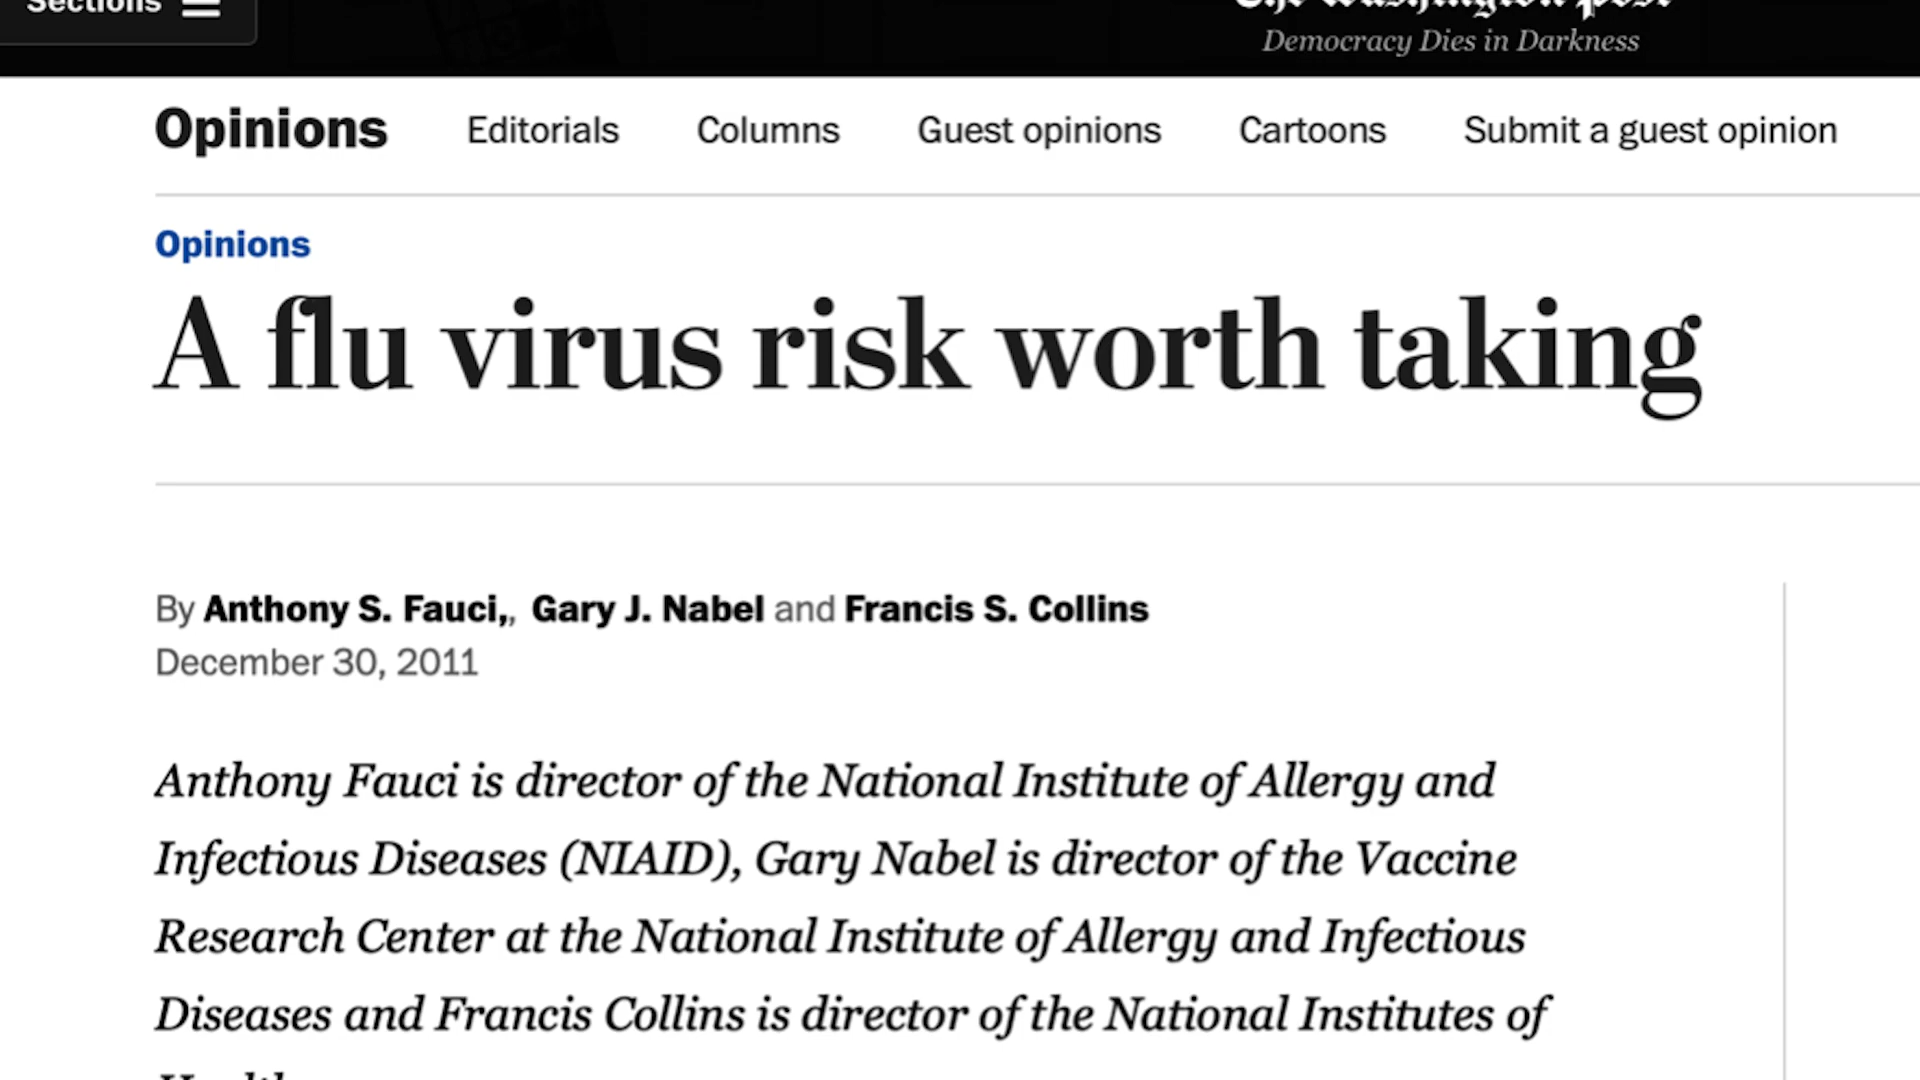 Sections
The Washington Post
Democracy Dies in Darkness
Opinions Editorials Columns Guest opinions Cartoons Submit a guest opinion
Opinions
A flu virus risk worth taking
By Anthony S. Fauci,, Gary J. Nabel and Francis S. Collins
December 30, 2011
Anthony Fauci is director of the National Institute of Allergy and
Infectious Diseases (NIAID), Gary Nabel is director of the Vaccine
Research Center at the National Institute of Allergy and Infectious
Diseases and Francis Collins is director of the National Institutes of